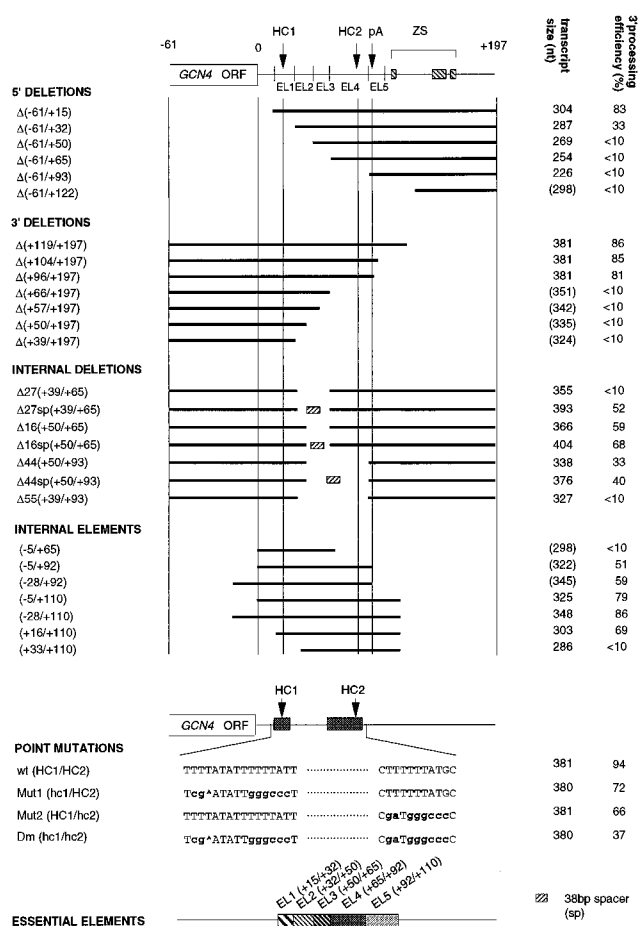 HC1 HC2 pA ZS
transcript size (nt)
3'processing efficiency (%)
-61 0 +197
GCN4 ORF
EL1 EL2 EL3 EL4 EL5
5' DELETIONS
Δ(-61/+15) 304 83
Δ(-61/+32) 287 33
Δ(-61/+50) 269 <10
Δ(-61/+65) 254 <10
Δ(-61/+93) 226 <10
Δ(-61/+122) (298) <10
3' DELETIONS
Δ(+119/+197) 381 86
Δ(+104/+197) 381 85
Δ(+96/+197) 381 81
Δ(+66/+197) (351) <10
Δ(+57/+197) (342) <10
Δ(+50/+197) (335) <10
Δ(+39/+197) (324) <10
INTERNAL DELETIONS
Δ27(+39/+65) 355 <10
Δ27sp(+39/+65) 393 52
Δ16(+50/+65) 366 59
Δ16sp(+50/+65) 404 68
Δ44(+50/+93) 338 33
Δ44sp(+50/+93) 376 40
Δ55(+39/+93) 327 <10
INTERNAL ELEMENTS
(-5/+65) (298) <10
(-5/+92) (322) 51
(-28/+92) (345) 59
(-5/+110) 325 79
(-28/+110) 348 86
(+16/+110) 303 69
(+33/+110) 286 <10
HC1 HC2
GCN4 ORF
POINT MUTATIONS
wt (HC1/HC2) TTTTATATTTTTTATT CTTTTTTATGC 381 94
Mut1 (hc1/HC2) Tcg^ATATTgggcccT CTTTTTTATGC 380 72
Mut2 (HC1/hc2) TTTTATATTTTTTATT CgaTgggcccC 381 66
Dm (hc1/hc2) Tcg^ATATTgggcccT CgaTgggcccC 380 37
EL1 (+15/+32)
EL2 (+32/+50)
EL3 (+50/+65)
EL4 (+65/+92)
EL5 (+92/+110)
ESSENTIAL ELEMENTS
38bp spacer
(sp)